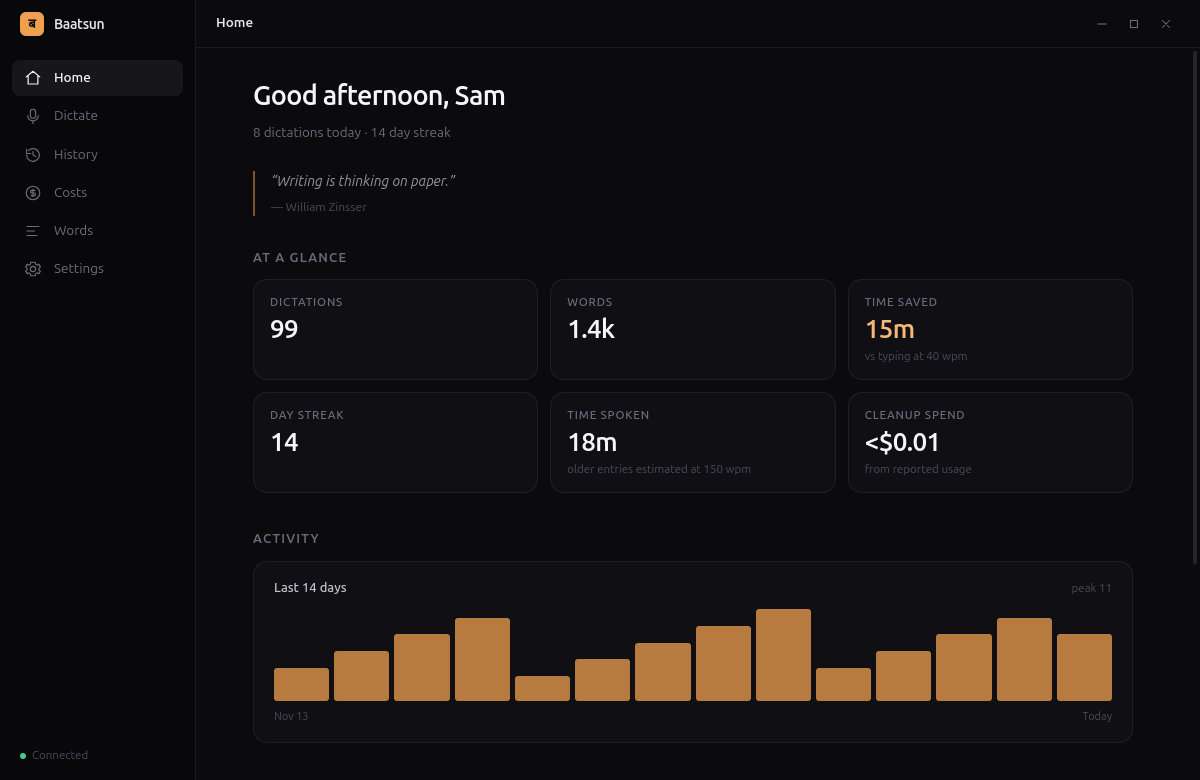 ब Baatsun
Home
Home
Dictate
History
Costs
Words
Settings
Connected
Good afternoon, Sam
8 dictations today · 14 day streak
“Writing is thinking on paper.”
— William Zinsser
AT A GLANCE
DICTATIONS
99
WORDS
1.4k
TIME SAVED
15m
vs typing at 40 wpm
DAY STREAK
14
TIME SPOKEN
18m
older entries estimated at 150 wpm
CLEANUP SPEND
<$0.01
from reported usage
ACTIVITY
Last 14 days
peak 11
Nov 13
Today